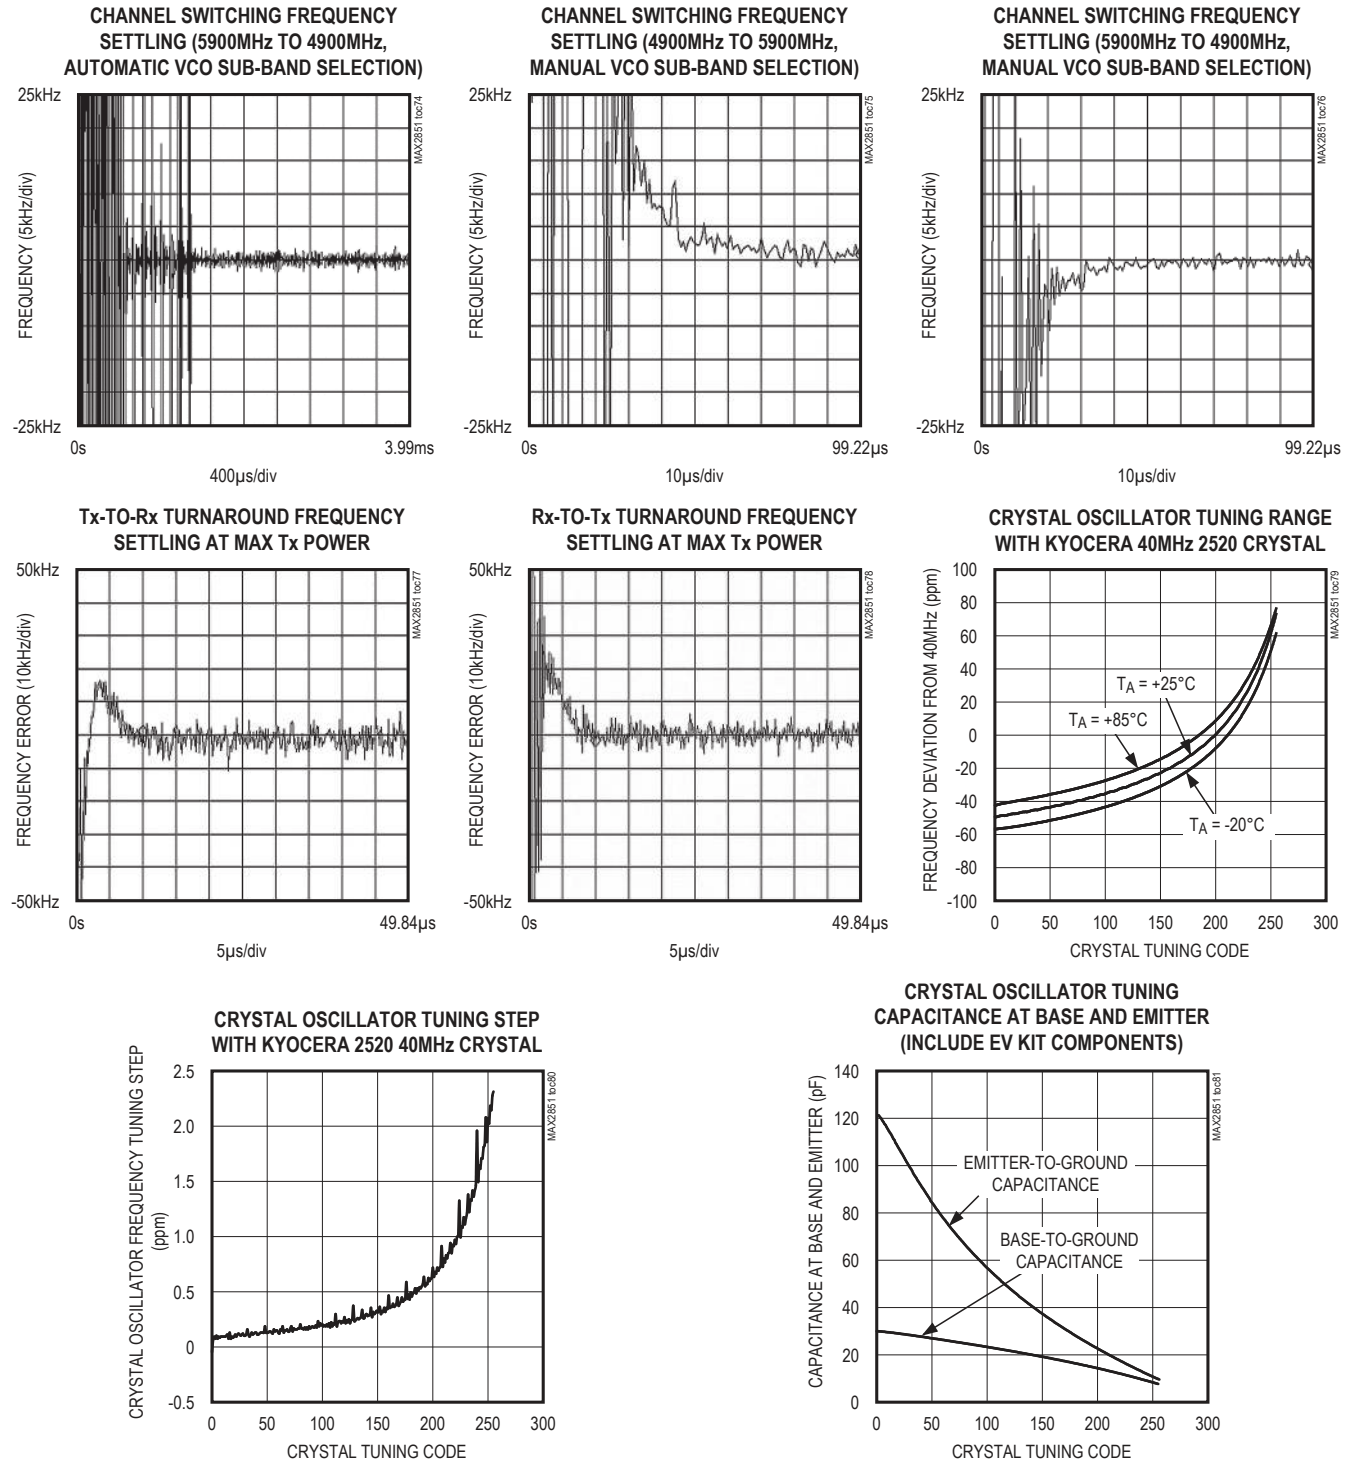 CHANNEL SWITCHING FREQUENCY
SETTLING (5900MHz TO 4900MHz,
AUTOMATIC VCO SUB-BAND SELECTION)
25kHz
FREQUENCY (5kHz/div)
-25kHz
0s
3.99ms
400µs/div
MAX2851 toc74
CHANNEL SWITCHING FREQUENCY
SETTLING (4900MHz TO 5900MHz,
MANUAL VCO SUB-BAND SELECTION)
25kHz
FREQUENCY (5kHz/div)
-25kHz
0s
99.22µs
10µs/div
MAX2851 toc75
CHANNEL SWITCHING FREQUENCY
SETTLING (5900MHz TO 4900MHz,
MANUAL VCO SUB-BAND SELECTION)
25kHz
FREQUENCY (5kHz/div)
-25kHz
0s
99.22µs
10µs/div
MAX2851 toc76
Tx-TO-Rx TURNAROUND FREQUENCY
SETTLING AT MAX Tx POWER
50kHz
FREQUENCY ERROR (10kHz/div)
-50kHz
0s
49.84µs
5µs/div
MAX2851 toc77
Rx-TO-Tx TURNAROUND FREQUENCY
SETTLING AT MAX Tx POWER
50kHz
FREQUENCY ERROR (10kHz/div)
-50kHz
0s
49.84µs
5µs/div
MAX2851 toc78
CRYSTAL OSCILLATOR TUNING RANGE
WITH KYOCERA 40MHz 2520 CRYSTAL
FREQUENCY DEVIATION FROM 40MHz (ppm)
100
80
60
40
20
0
-20
-40
-60
-80
-100
TA = +25°C
TA = +85°C
TA = -20°C
0 50 100 150 200 250 300
CRYSTAL TUNING CODE
MAX2851 toc79
CRYSTAL OSCILLATOR TUNING STEP
WITH KYOCERA 2520 40MHz CRYSTAL
CRYSTAL OSCILLATOR FREQUENCY TUNING STEP
(ppm)
2.5
2.0
1.5
1.0
0.5
0
-0.5
0 50 100 150 200 250 300
CRYSTAL TUNING CODE
MAX2851 toc80
CRYSTAL OSCILLATOR TUNING
CAPACITANCE AT BASE AND EMITTER
(INCLUDE EV KIT COMPONENTS)
CAPACITANCE AT BASE AND EMITTER (pF)
140
120
100
80
60
40
20
0
EMITTER-TO-GROUND
CAPACITANCE
BASE-TO-GROUND
CAPACITANCE
0 50 100 150 200 250 300
CRYSTAL TUNING CODE
MAX2851 toc81